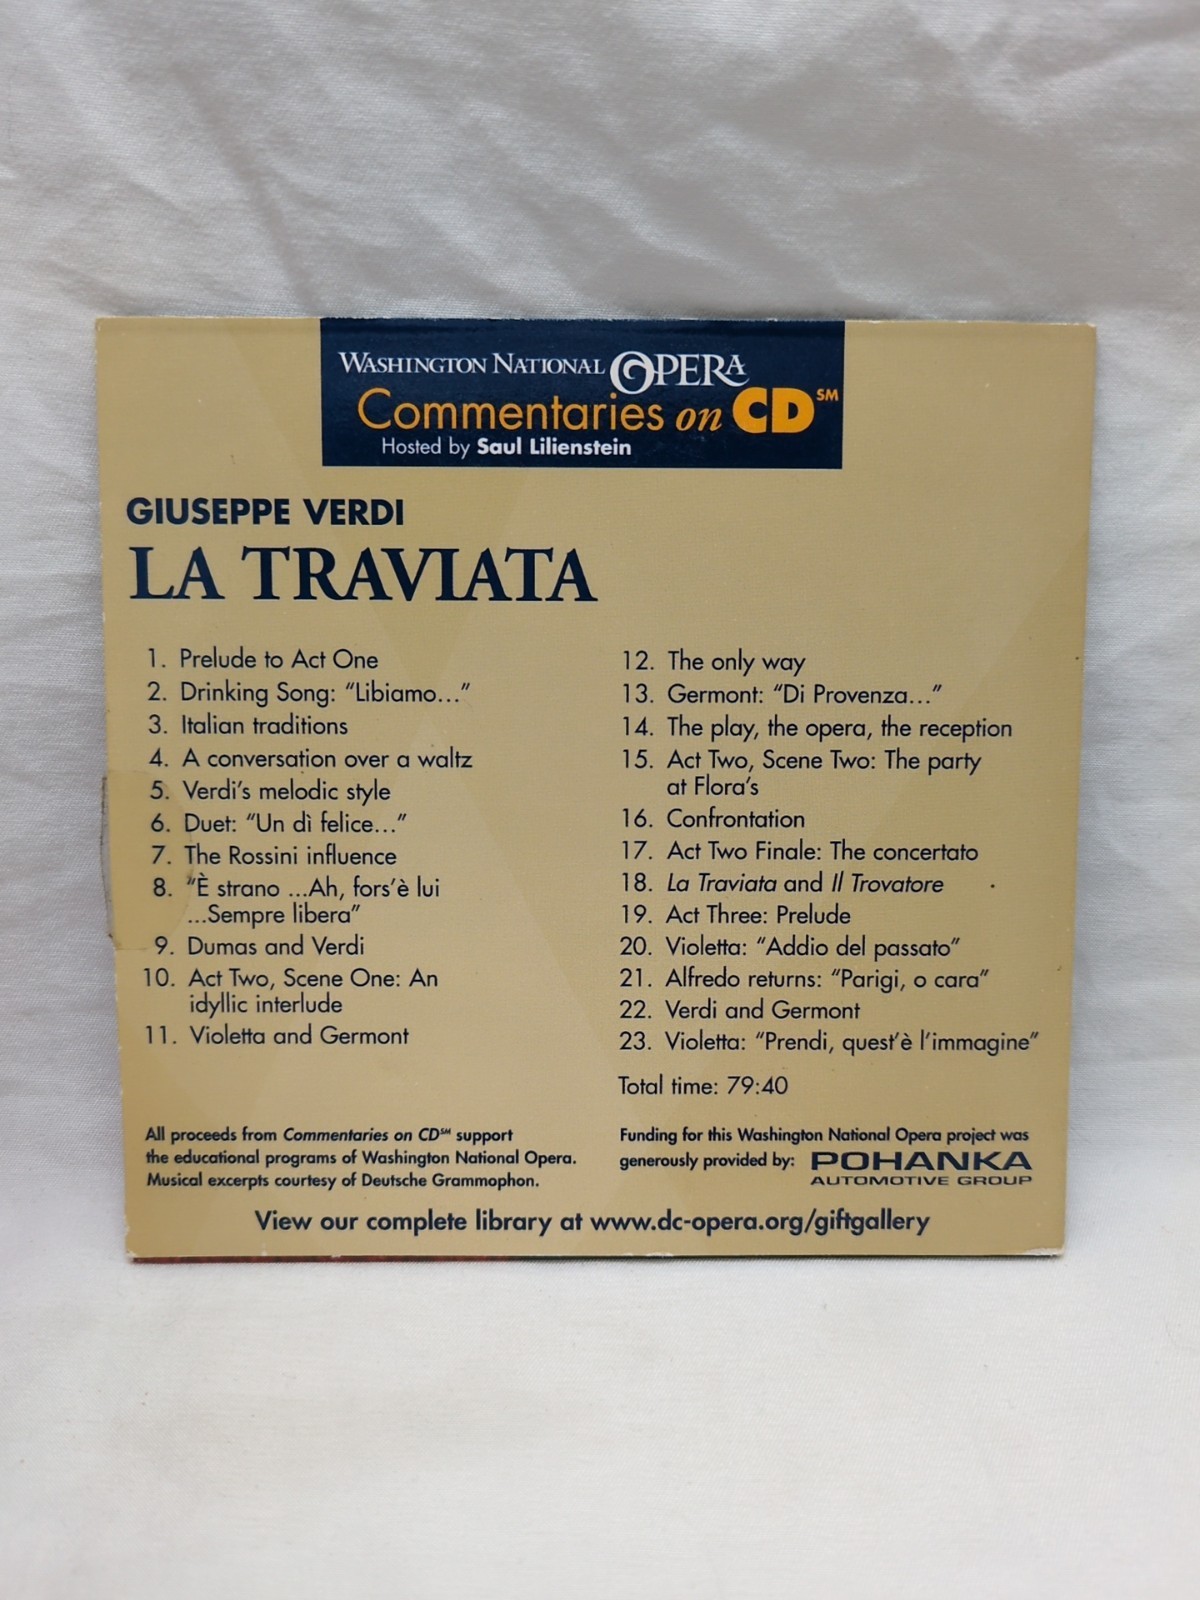 WASHINGTON NATIONAL OPERA
Commentaries on CD℠
Hosted by Saul Lilienstein
GIUSEPPE VERDI
LA TRAVIATA
1. Prelude to Act One
2. Drinking Song: “Libiamo...”
3. Italian traditions
4. A conversation over a waltz
5. Verdi’s melodic style
6. Duet: “Un dì felice...”
7. The Rossini influence
8. “È strano ...Ah, fors’è lui
...Sempre libera”
9. Dumas and Verdi
10. Act Two, Scene One: An
idyllic interlude
11. Violetta and Germont
12. The only way
13. Germont: “Di Provenza...”
14. The play, the opera, the reception
15. Act Two, Scene Two: The party
at Flora’s
16. Confrontation
17. Act Two Finale: The concertato
18. La Traviata and Il Trovatore
19. Act Three: Prelude
20. Violetta: “Addio del passato”
21. Alfredo returns: “Parigi, o cara”
22. Verdi and Germont
23. Violetta: “Prendi, quest’è l’immagine”
Total time: 79:40
All proceeds from Commentaries on CD℠ support
the educational programs of Washington National Opera.
Musical excerpts courtesy of Deutsche Grammophon.
Funding for this Washington National Opera project was
generously provided by: POHANKA
AUTOMOTIVE GROUP
View our complete library at www.dc-opera.org/giftgallery